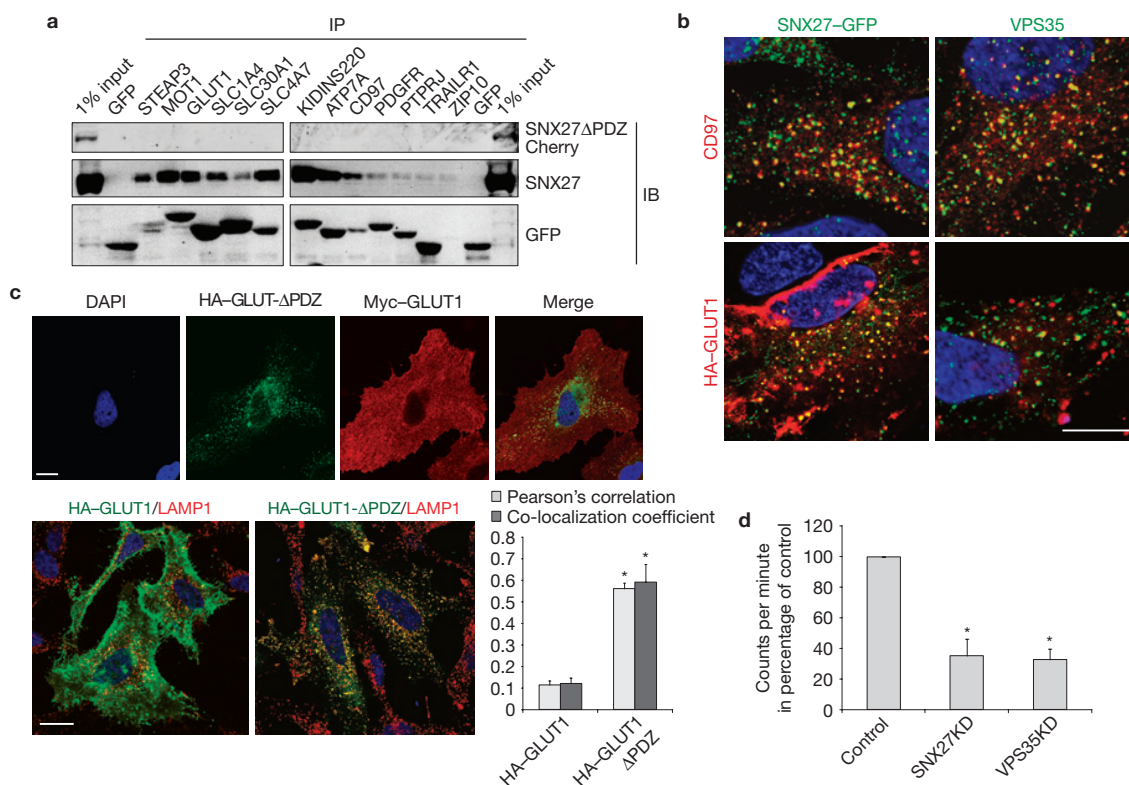 a
IP
1% input
GFP
STEAP3
MOT1
GLUT1
SLC1A4
SLC30A1
SLC4A7
KIDINS220
ATP7A
CD97
PDGFR
PTPRJ
TRAILR1
ZIP10
GFP
1% input
SNX27ΔPDZ
Cherry
SNX27
GFP
IB
b
SNX27–GFP
VPS35
CD97
HA–GLUT1
c
DAPI
HA–GLUT-ΔPDZ
Myc–GLUT1
Merge
HA–GLUT1/LAMP1
HA–GLUT1-ΔPDZ/LAMP1
Pearson's correlation
Co-localization coefficient
0.8
0.7
0.6
0.5
0.4
0.3
0.2
0.1
0
*
*
HA–GLUT1
HA–GLUT1
ΔPDZ
d
Counts per minute
in percentage of control
120
100
80
60
40
20
0
*
*
Control
SNX27KD
VPS35KD